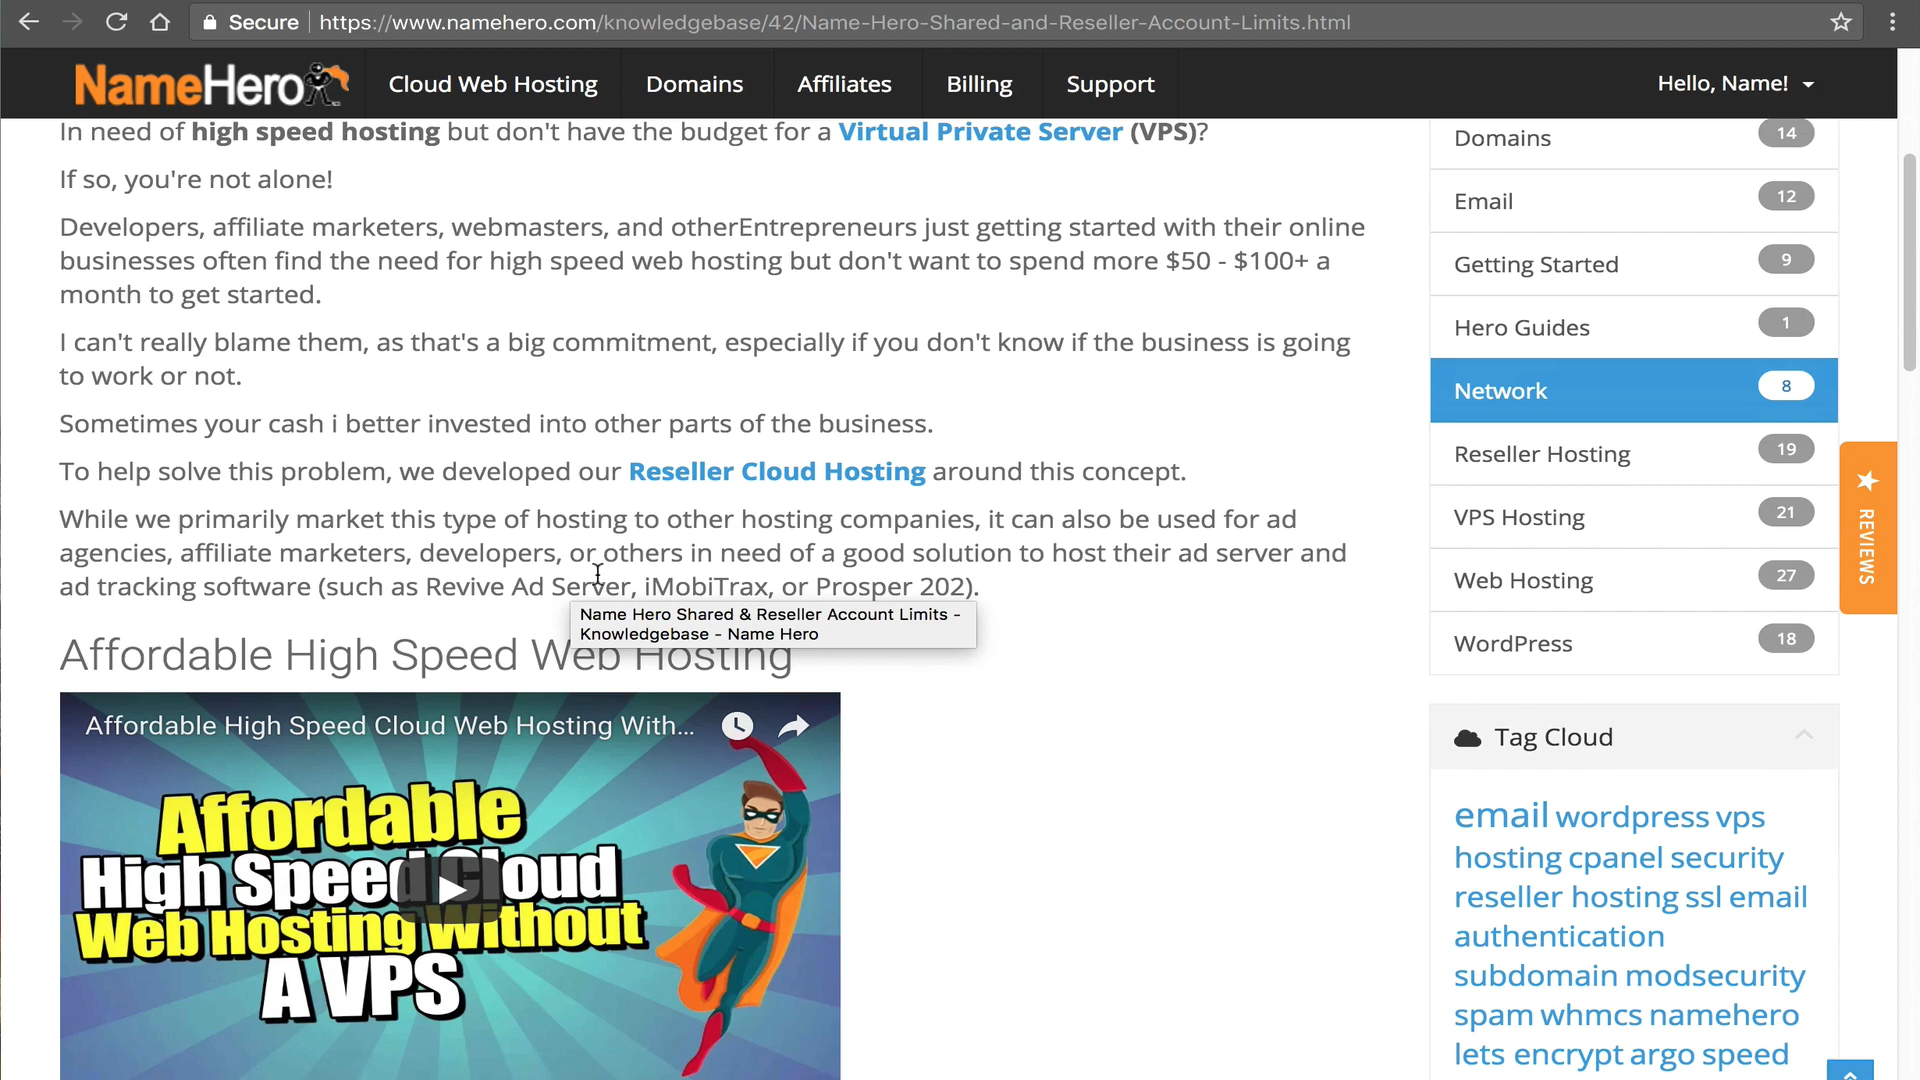 Secure https://www.namehero.com/knowledgebase/42/Name-Hero-Shared-and-Reseller-Account-Limits.html
NameHero Cloud Web Hosting Domains Affiliates Billing Support Hello, Name!
In need of high speed hosting but don't have the budget for a Virtual Private Server (VPS)?
If so, you're not alone!
Developers, affiliate marketers, webmasters, and otherEntrepreneurs just getting started with their online
businesses often find the need for high speed web hosting but don't want to spend more $50 - $100+ a
month to get started.
I can't really blame them, as that's a big commitment, especially if you don't know if the business is going
to work or not.
Sometimes your cash i better invested into other parts of the business.
To help solve this problem, we developed our Reseller Cloud Hosting around this concept.
While we primarily market this type of hosting to other hosting companies, it can also be used for ad
agencies, affiliate marketers, developers, or others in need of a good solution to host their ad server and
ad tracking software (such as Revive Ad Server, iMobiTrax, or Prosper 202).
Name Hero Shared & Reseller Account Limits -
Knowledgebase - Name Hero
Affordable High Speed Web Hosting
Affordable High Speed Cloud Web Hosting With...
Affordable
High Speed Cloud
Web Hosting Without
A VPS
Domains 14
Email 12
Getting Started 9
Hero Guides 1
Network 8
Reseller Hosting 19
VPS Hosting 21
Web Hosting 27
WordPress 18
REVIEWS
Tag Cloud
email wordpress vps
hosting cpanel security
reseller hosting ssl email
authentication
subdomain modsecurity
spam whmcs namehero
lets encrypt argo speed